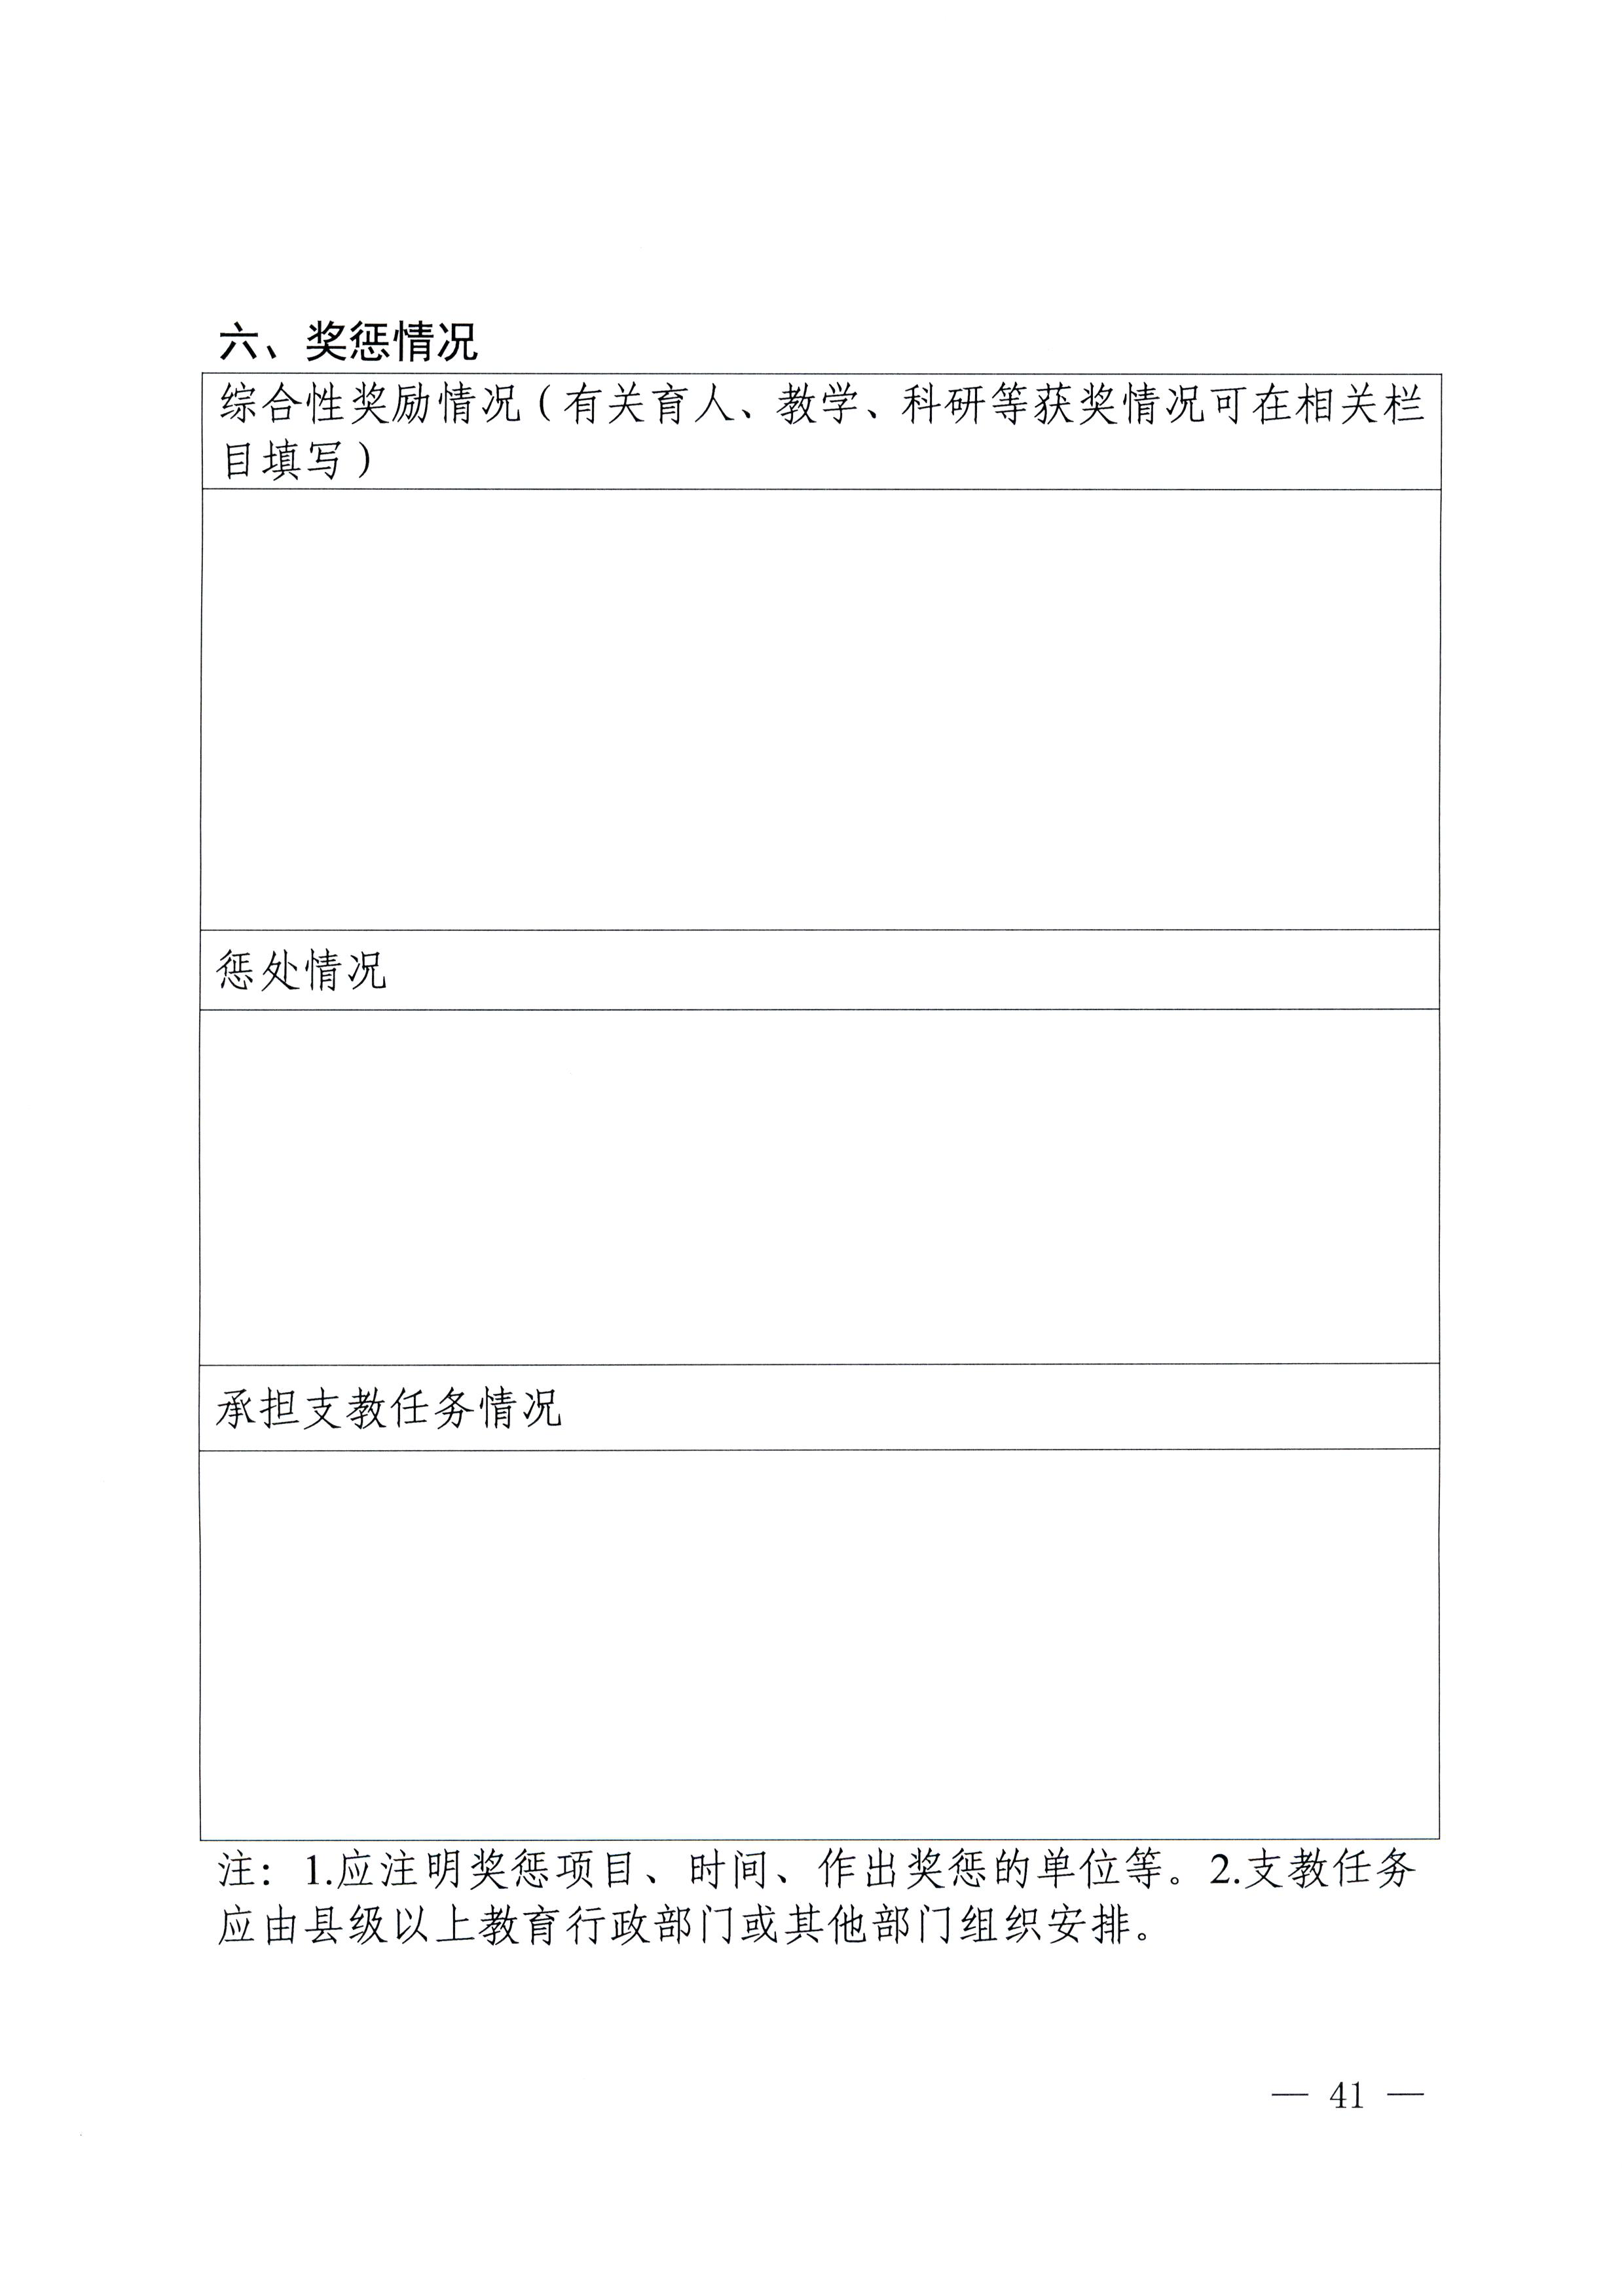 六、奖惩情况
综合性奖励情况（有关育人、教学、科研等获奖情况可在相关栏
目填写）
惩处情况
承担支教任务情况
注：1.应注明奖惩项目、时间、作出奖惩的单位等。2.支教任务
应由县级以上教育行政部门或其他部门组织安排。
— 41 —